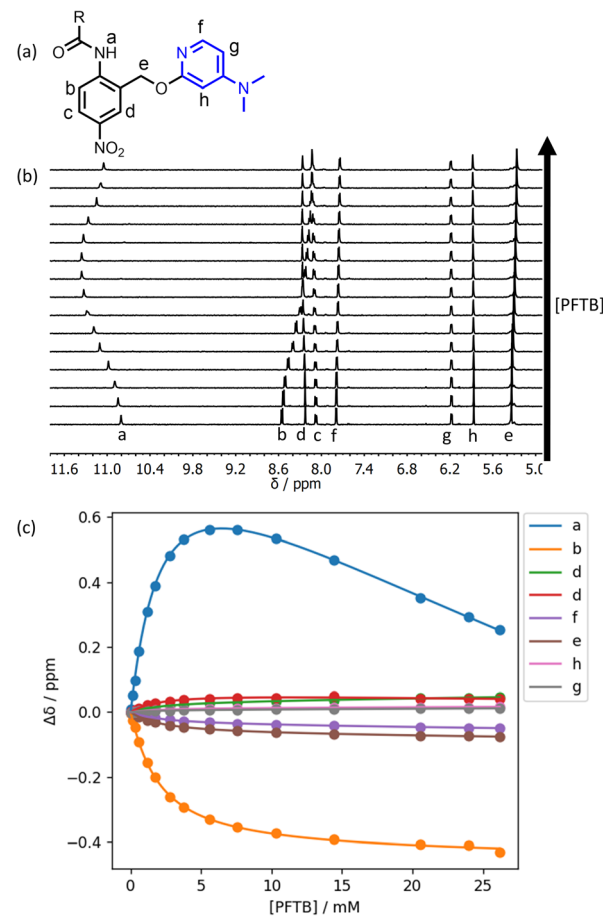 (a)
R
O
NH
a
e
N
f
g
b
d
O
h
N
c
NO₂
(b)
[PFTB]
a
b
d
c
f
g
h
e
11.6
11.0
10.4
9.8
9.2
8.6
8.0
7.4
6.8
6.2
5.6
5.0
δ / ppm
(c)
0.6
0.4
0.2
0.0
−0.2
−0.4
Δδ / ppm
0
5
10
15
20
25
[PFTB] / mM
a
b
d
d
f
e
h
g